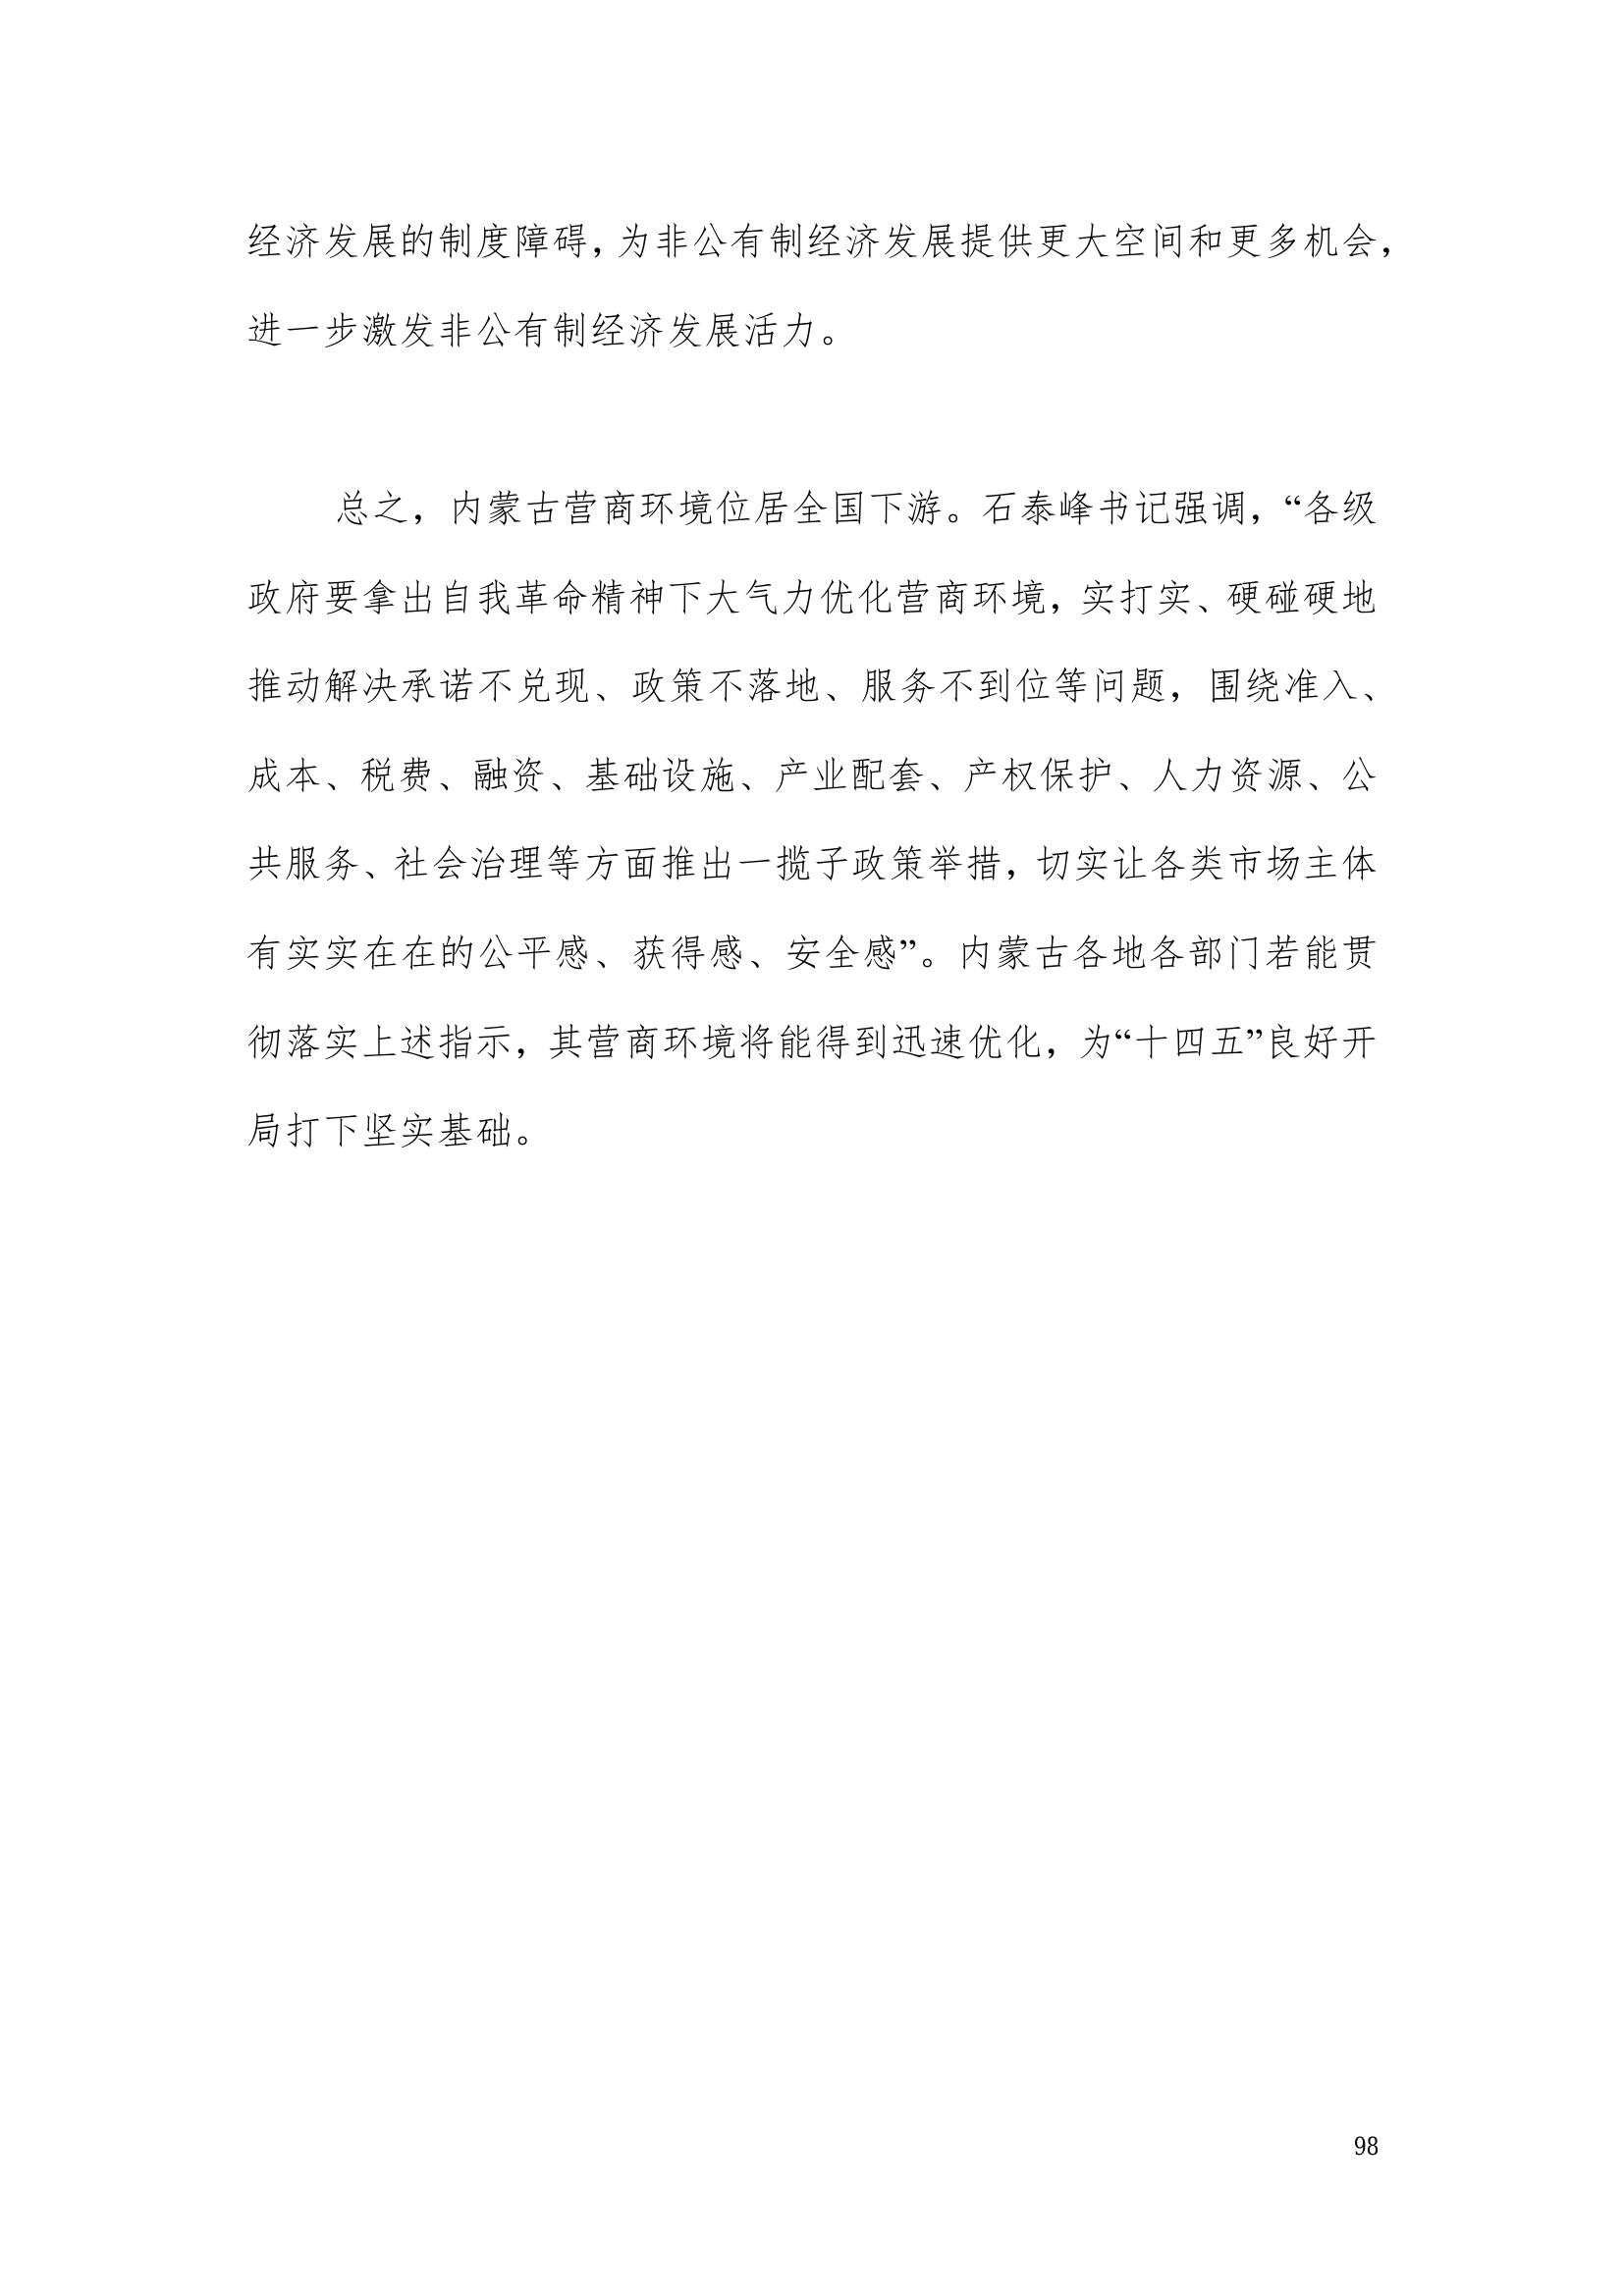 经济发展的制度障碍，为非公有制经济发展提供更大空间和更多机会，
进一步激发非公有制经济发展活力。
总之，内蒙古营商环境位居全国下游。石泰峰书记强调，“各级
政府要拿出自我革命精神下大气力优化营商环境，实打实、硬碰硬地
推动解决承诺不兑现、政策不落地、服务不到位等问题，围绕准入、
成本、税费、融资、基础设施、产业配套、产权保护、人力资源、公
共服务、社会治理等方面推出一揽子政策举措，切实让各类市场主体
有实实在在的公平感、获得感、安全感”。内蒙古各地各部门若能贯
彻落实上述指示，其营商环境将能得到迅速优化，为“十四五”良好开
局打下坚实基础。
98